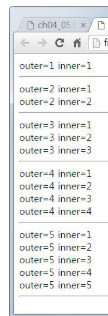 ch04_05
outer=1 inner=1
outer=2 inner=1
outer=2 inner=2
outer=3 inner=1
outer=3 inner=2
outer=3 inner=3
outer=4 inner=1
outer=4 inner=2
outer=4 inner=3
outer=4 inner=4
outer=5 inner=1
outer=5 inner=2
outer=5 inner=3
outer=5 inner=4
outer=5 inner=5